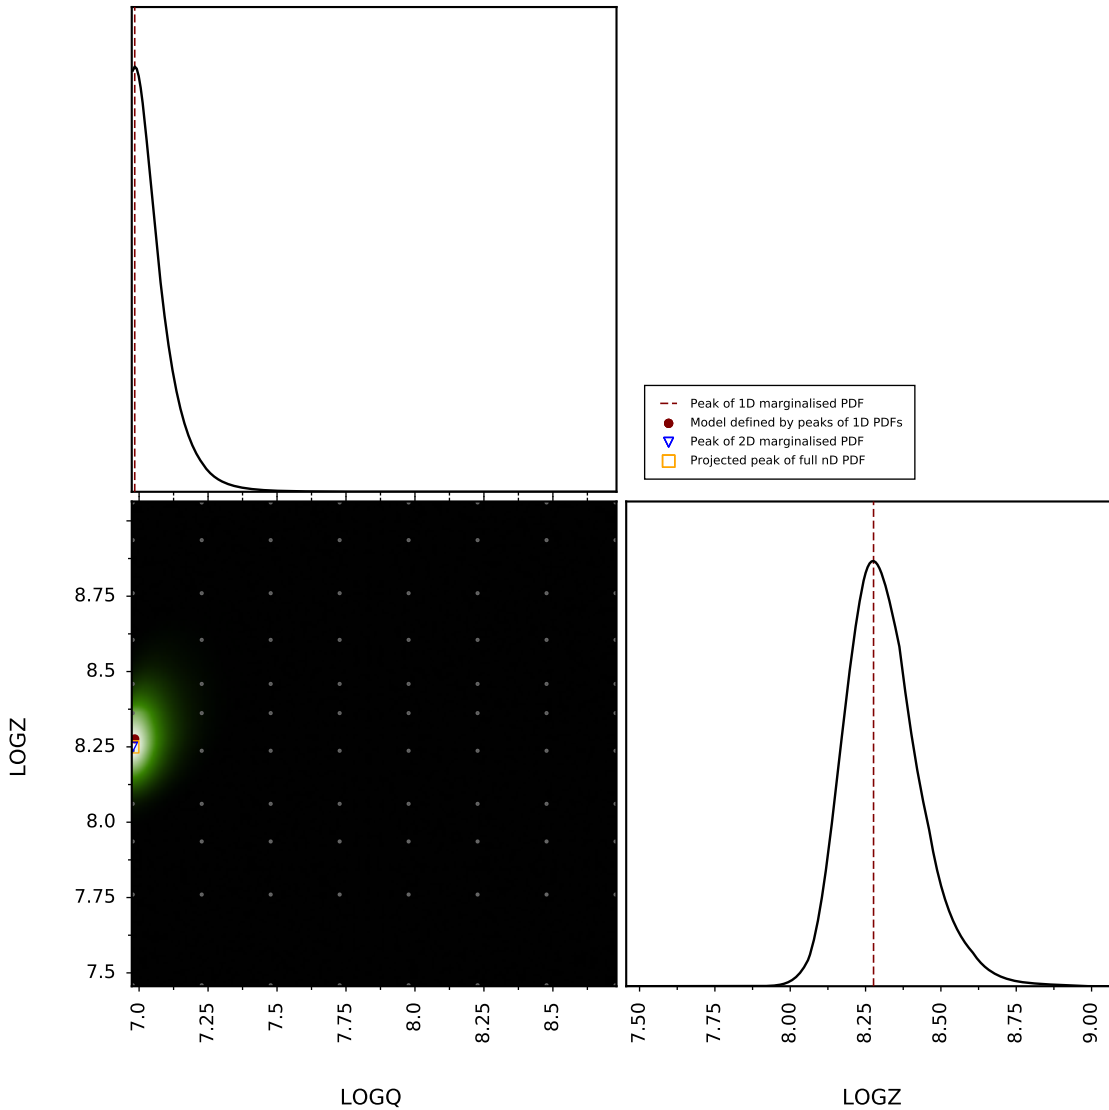 Peak of 1D marginalised PDF
Model defined by peaks of 1D PDFs
Peak of 2D marginalised PDF
Projected peak of full nD PDF
LOGZ
8.75
8.5
8.25
8.0
7.75
7.5
7.0 7.25 7.5 7.75 8.0 8.25 8.5
7.50 7.75 8.00 8.25 8.50 8.75 9.00
LOGQ
LOGZ